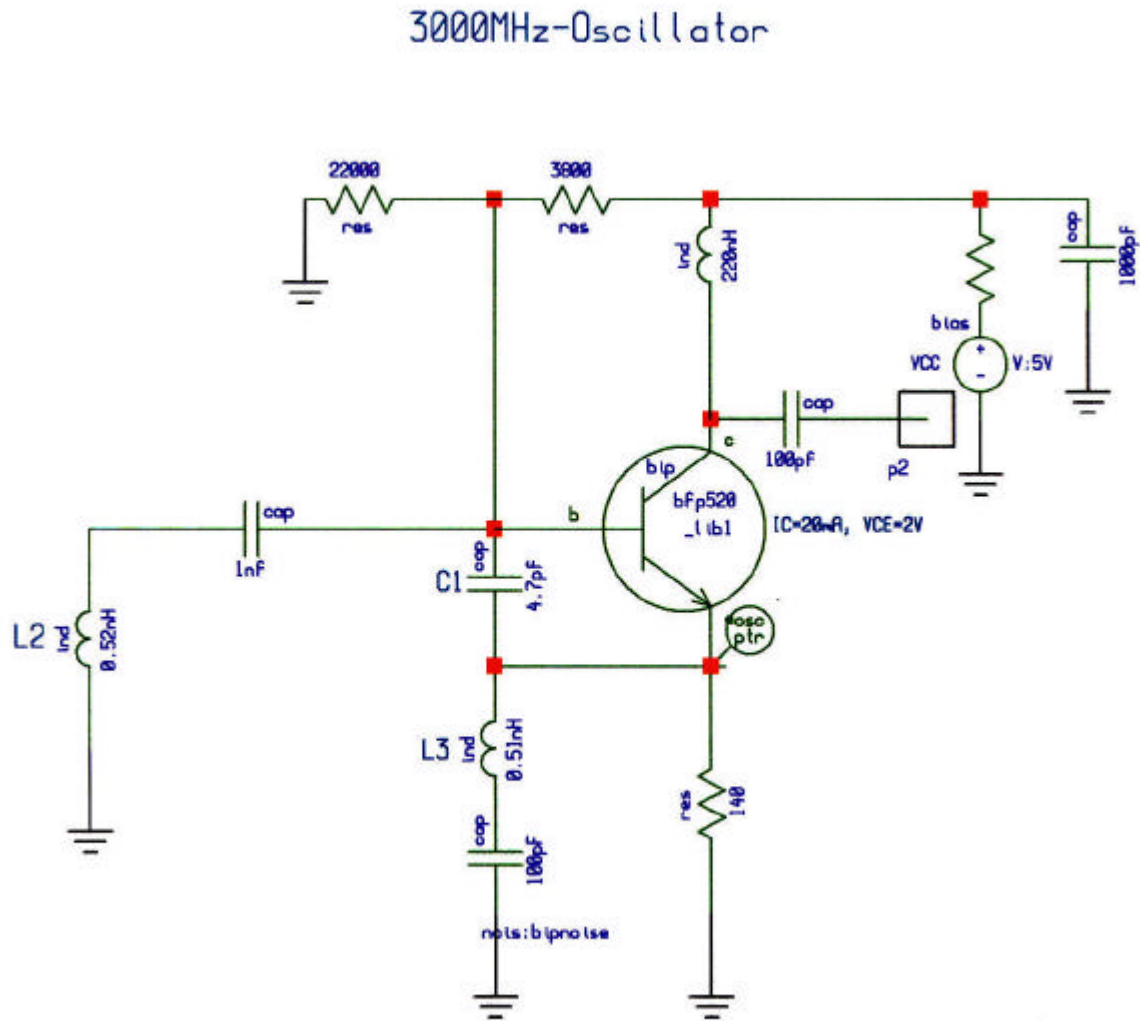 3000MHz-Oscillator
22000
res
3800
res
ind
220nH
cap
1000pF
bias
VCC
+
-
V:5V
cap
100pF
p2
c
bip
bfp520
_lib1
IC=20mA, VCE=2V
b
cap
1nf
C1
cap
4.7pF
L2
ind
0.52nH
osc
ptr
L3
ind
0.51nH
res
140
cap
100pF
nois:bipnoise